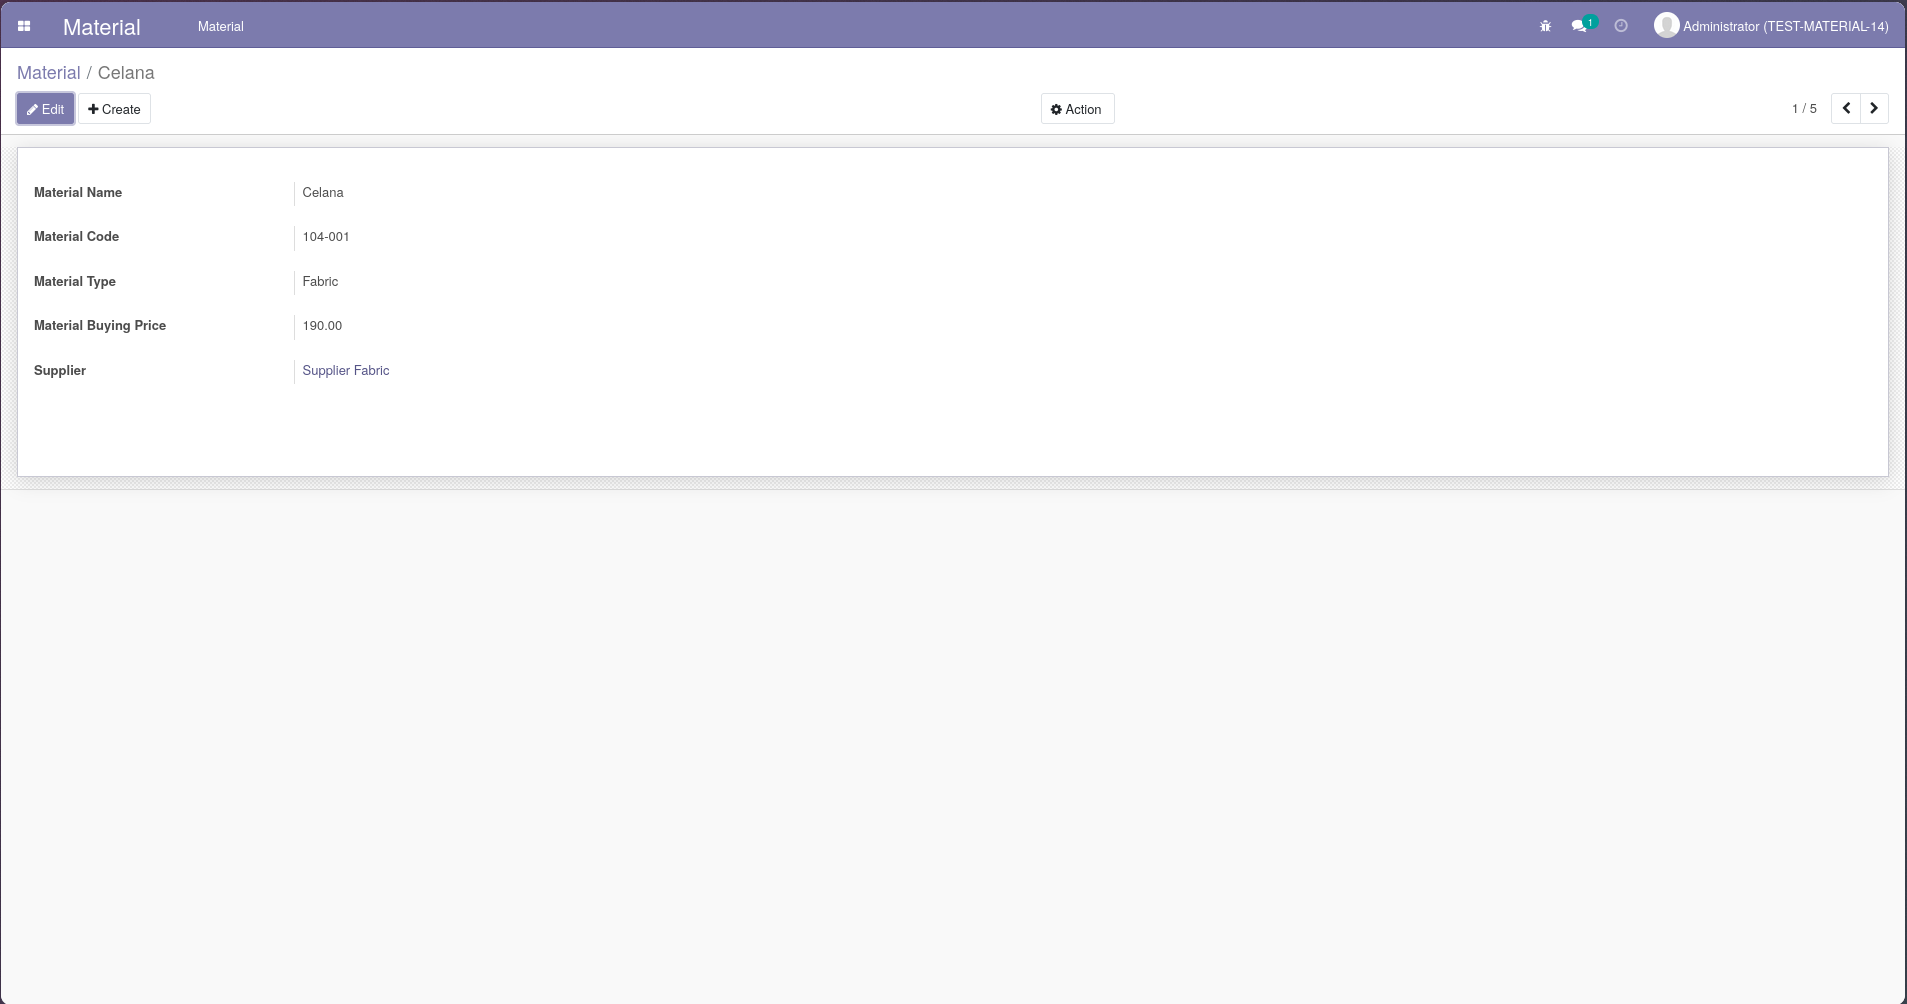 Material Material 1 Administrator (TEST-MATERIAL-14)
Material / Celana
Edit Create Action 1 / 5
Material Name Celana
Material Code 104-001
Material Type Fabric
Material Buying Price 190.00
Supplier Supplier Fabric